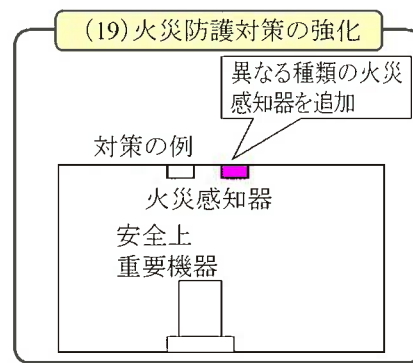 (19)火災防護対策の強化
異なる種類の火災
感知器を追加
対策の例
火災感知器
安全上
重要機器